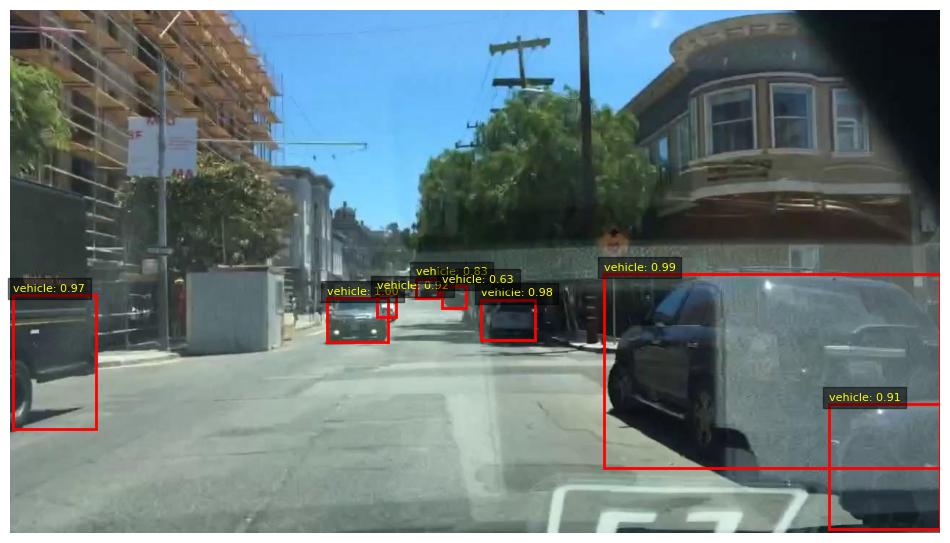 vehicle: 0.99
vehicle: 0.83
vehicle: 0.63
vehicle: 0.92
vehicle: 0.97
vehicle: 1.00
vehicle: 0.98
vehicle: 0.91